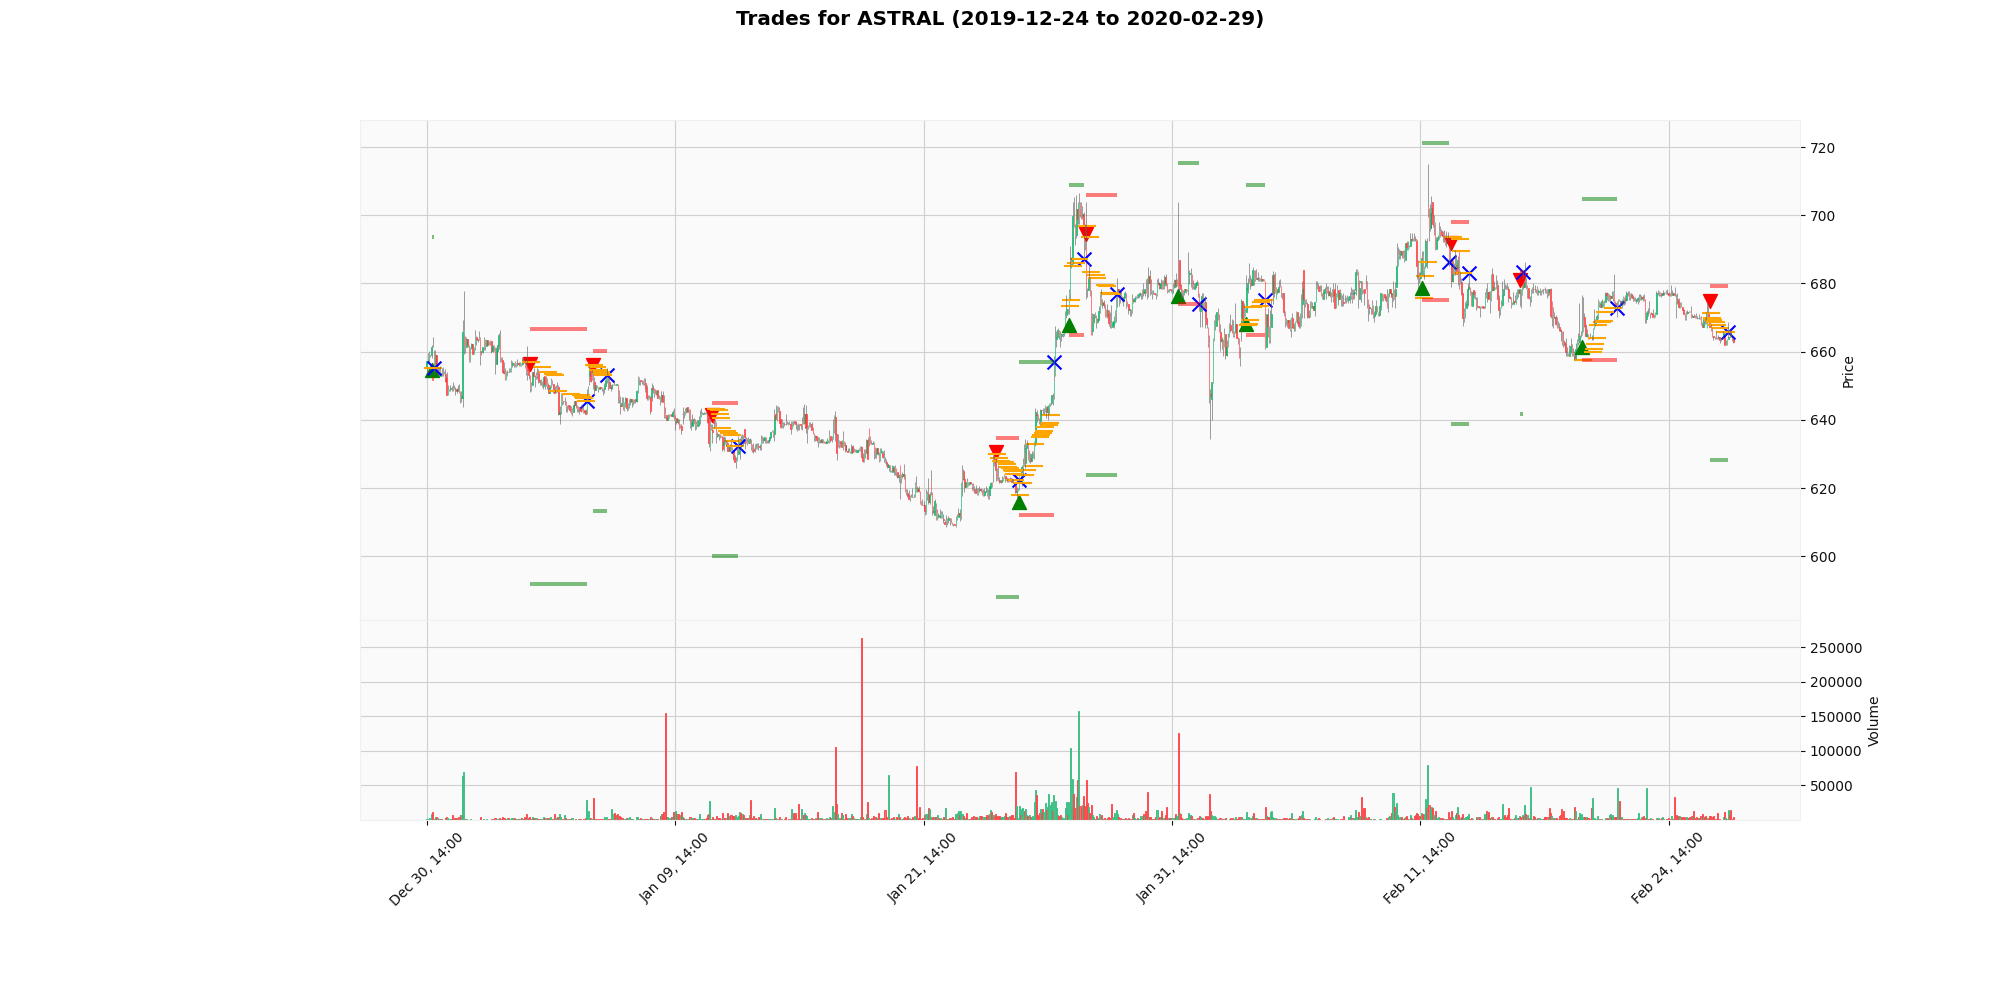 Trades for ASTRAL (2019-12-24 to 2020-02-29)
720
700
680
660
640
620
600
Price
250000
200000
150000
100000
50000
Volume
Dec 30, 14:00
Jan 09, 14:00
Jan 21, 14:00
Jan 31, 14:00
Feb 11, 14:00
Feb 24, 14:00